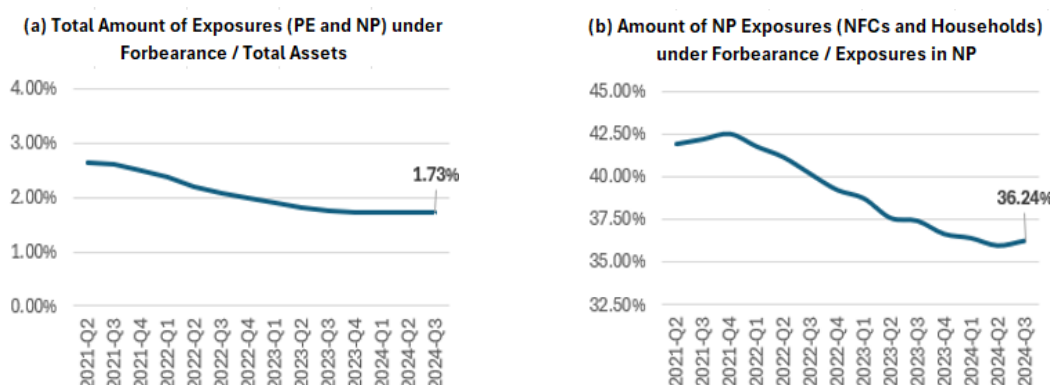 (a) Total Amount of Exposures (PE and NP) under
Forbearance / Total Assets
4.00%
3.00%
2.00%
1.00%
0.00%
1.73%
2021-Q2
2021-Q3
2021-Q4
2022-Q1
2022-Q2
2022-Q3
2022-Q4
2023-Q1
2023-Q2
2023-Q3
2023-Q4
2024-Q1
2024-Q2
2024-Q3
(b) Amount of NP Exposures (NFCs and Households)
under Forbearance / Exposures in NP
45.00%
42.50%
40.00%
37.50%
35.00%
32.50%
36.24%
2021-Q2
2021-Q3
2021-Q4
2022-Q1
2022-Q2
2022-Q3
2022-Q4
2023-Q1
2023-Q2
2023-Q3
2023-Q4
2024-Q1
2024-Q2
2024-Q3